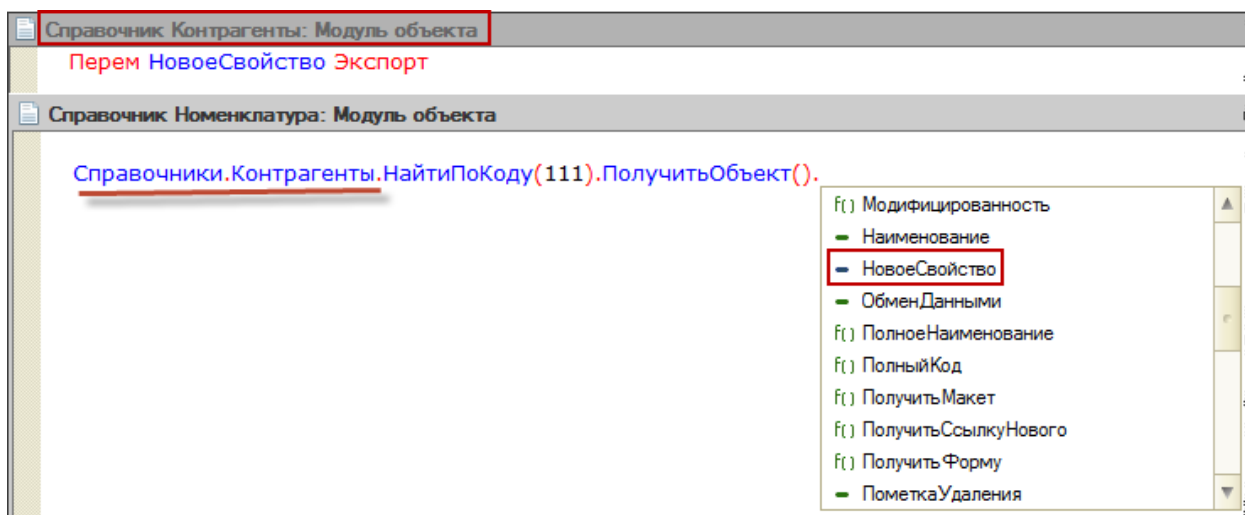 Справочник Контрагенты: Модуль объекта
Перем НовоеСвойство Экспорт
Справочник Номенклатура: Модуль объекта
Справочники.Контрагенты.НайтиПоКоду(111).ПолучитьОбъект().
f() Модифицированность
Наименование
НовоеСвойство
ОбменДанными
f() ПолноеНаименование
f() ПолныйКод
f() ПолучитьМакет
f() ПолучитьСсылкуНового
f() ПолучитьФорму
ПометкаУдаления